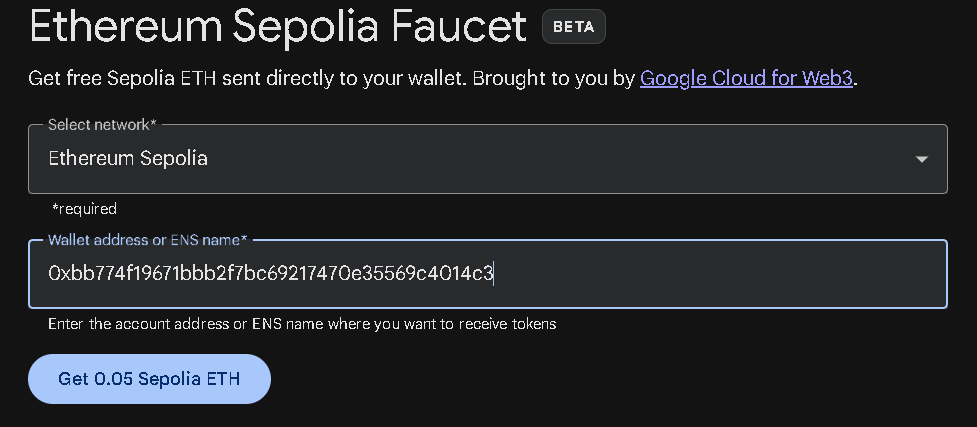 Ethereum Sepolia Faucet BETA
Get free Sepolia ETH sent directly to your wallet. Brought to you by Google Cloud for Web3.
Select network*
Ethereum Sepolia
*required
Wallet address or ENS name*
0xbb774f19671bbb2f7bc69217470e35569c4014c3
Enter the account address or ENS name where you want to receive tokens
Get 0.05 Sepolia ETH